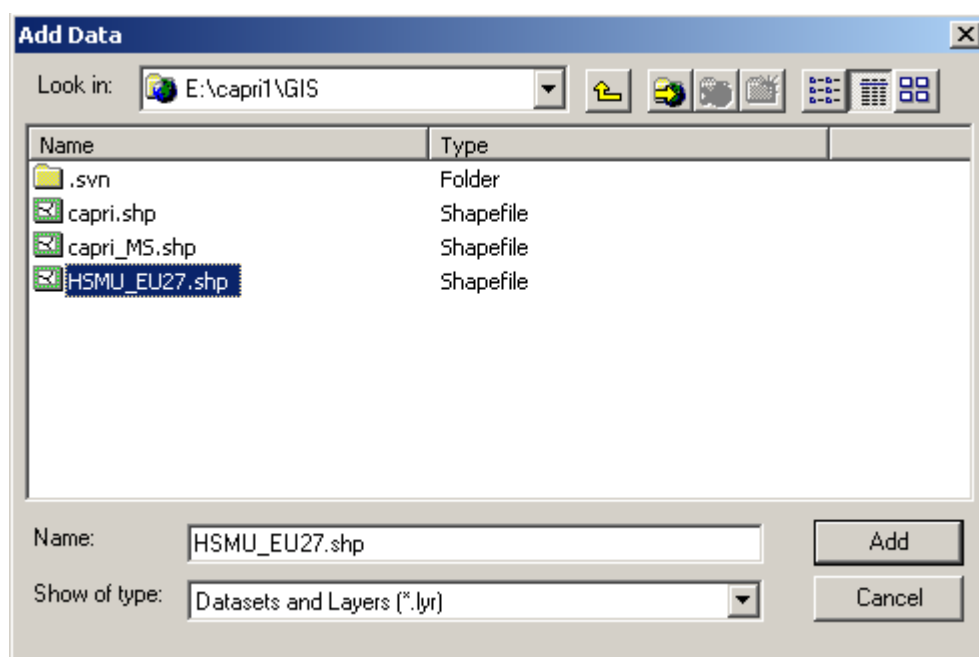 Add Data
Look in: E:\capri1\GIS
Name Type
.svn Folder
capri.shp Shapefile
capri_MS.shp Shapefile
HSMU_EU27.shp Shapefile
Name: HSMU_EU27.shp Add
Show of type: Datasets and Layers (*.lyr) Cancel